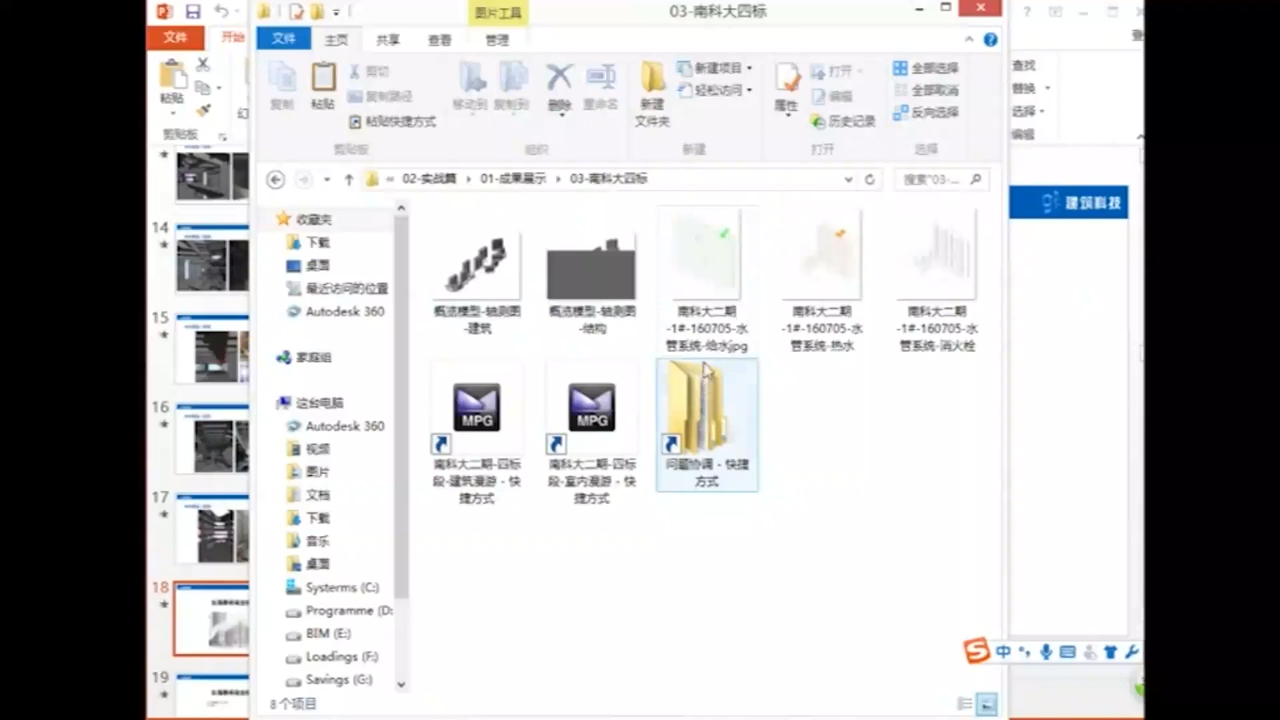 图片工具
03-南科大四标
文件
开始
文件
主页
共享
查看
管理
粘贴
剪贴板
复制
粘贴
剪切
复制路径
粘贴快捷方式
剪贴板
移动到
复制到
删除
重命名
组织
新建
文件夹
新建项目
轻松访问
新建
属性
打开
编辑
历史记录
打开
全部选择
全部取消
反向选择
选择
查找
替换
选择
编辑
02-实战篇
01-成果展示
03-南科大四标
搜索"03-...
建筑科技
14
15
16
17
18
19
收藏夹
下载
桌面
最近访问的位置
Autodesk 360
家庭组
这台电脑
Autodesk 360
视频
图片
文档
下载
音乐
桌面
Systerms (C:)
Programme (D:
BIM (E:)
Loadings (F:)
Savings (G:)
概览模型-轴测图
-建筑
概览模型-轴测图
-结构
南科大二期
-1#-160705-水
管系统-给水jpg
南科大二期
-1#-160705-水
管系统-热水
南科大二期
-1#-160705-水
管系统-消火栓
MPG
南科大二期-四标
段-建筑漫游 - 快
捷方式
MPG
南科大二期-四标
段-室内漫游 - 快
捷方式
问题协调 - 快捷
方式
中
8 个项目